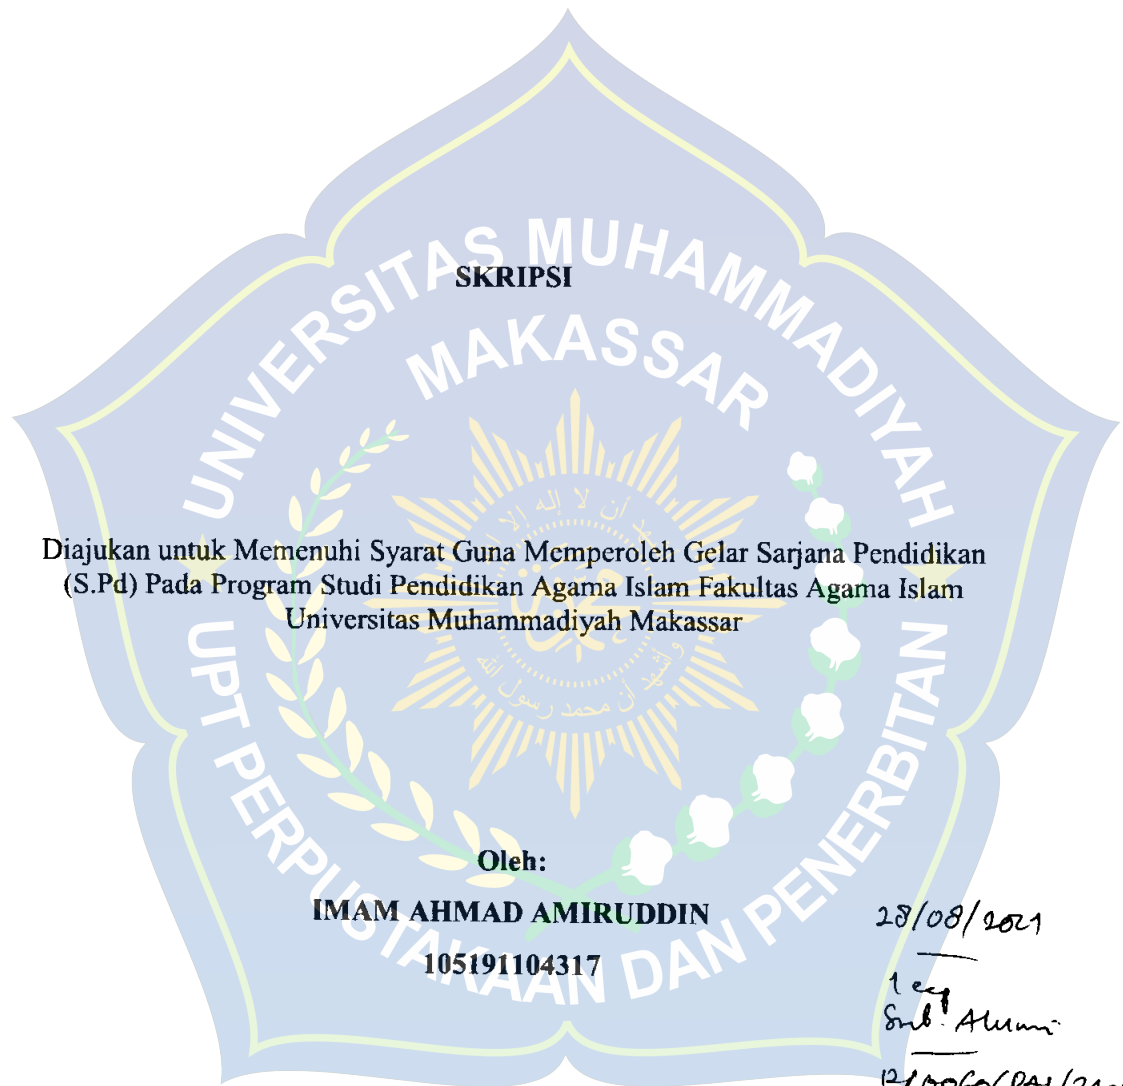 UNIVERSITAS MUHAMMADIYAH
MAKASSAR
SKRIPSI
Diajukan untuk Memenuhi Syarat Guna Memperoleh Gelar Sarjana Pendidikan
(S.Pd) Pada Program Studi Pendidikan Agama Islam Fakultas Agama Islam
Universitas Muhammadiyah Makassar
Oleh:
IMAM AHMAD AMIRUDDIN
105191104317
UPT PERPUSTAKAAN DAN PENERBITAN
28/08/2021
1
Alumni